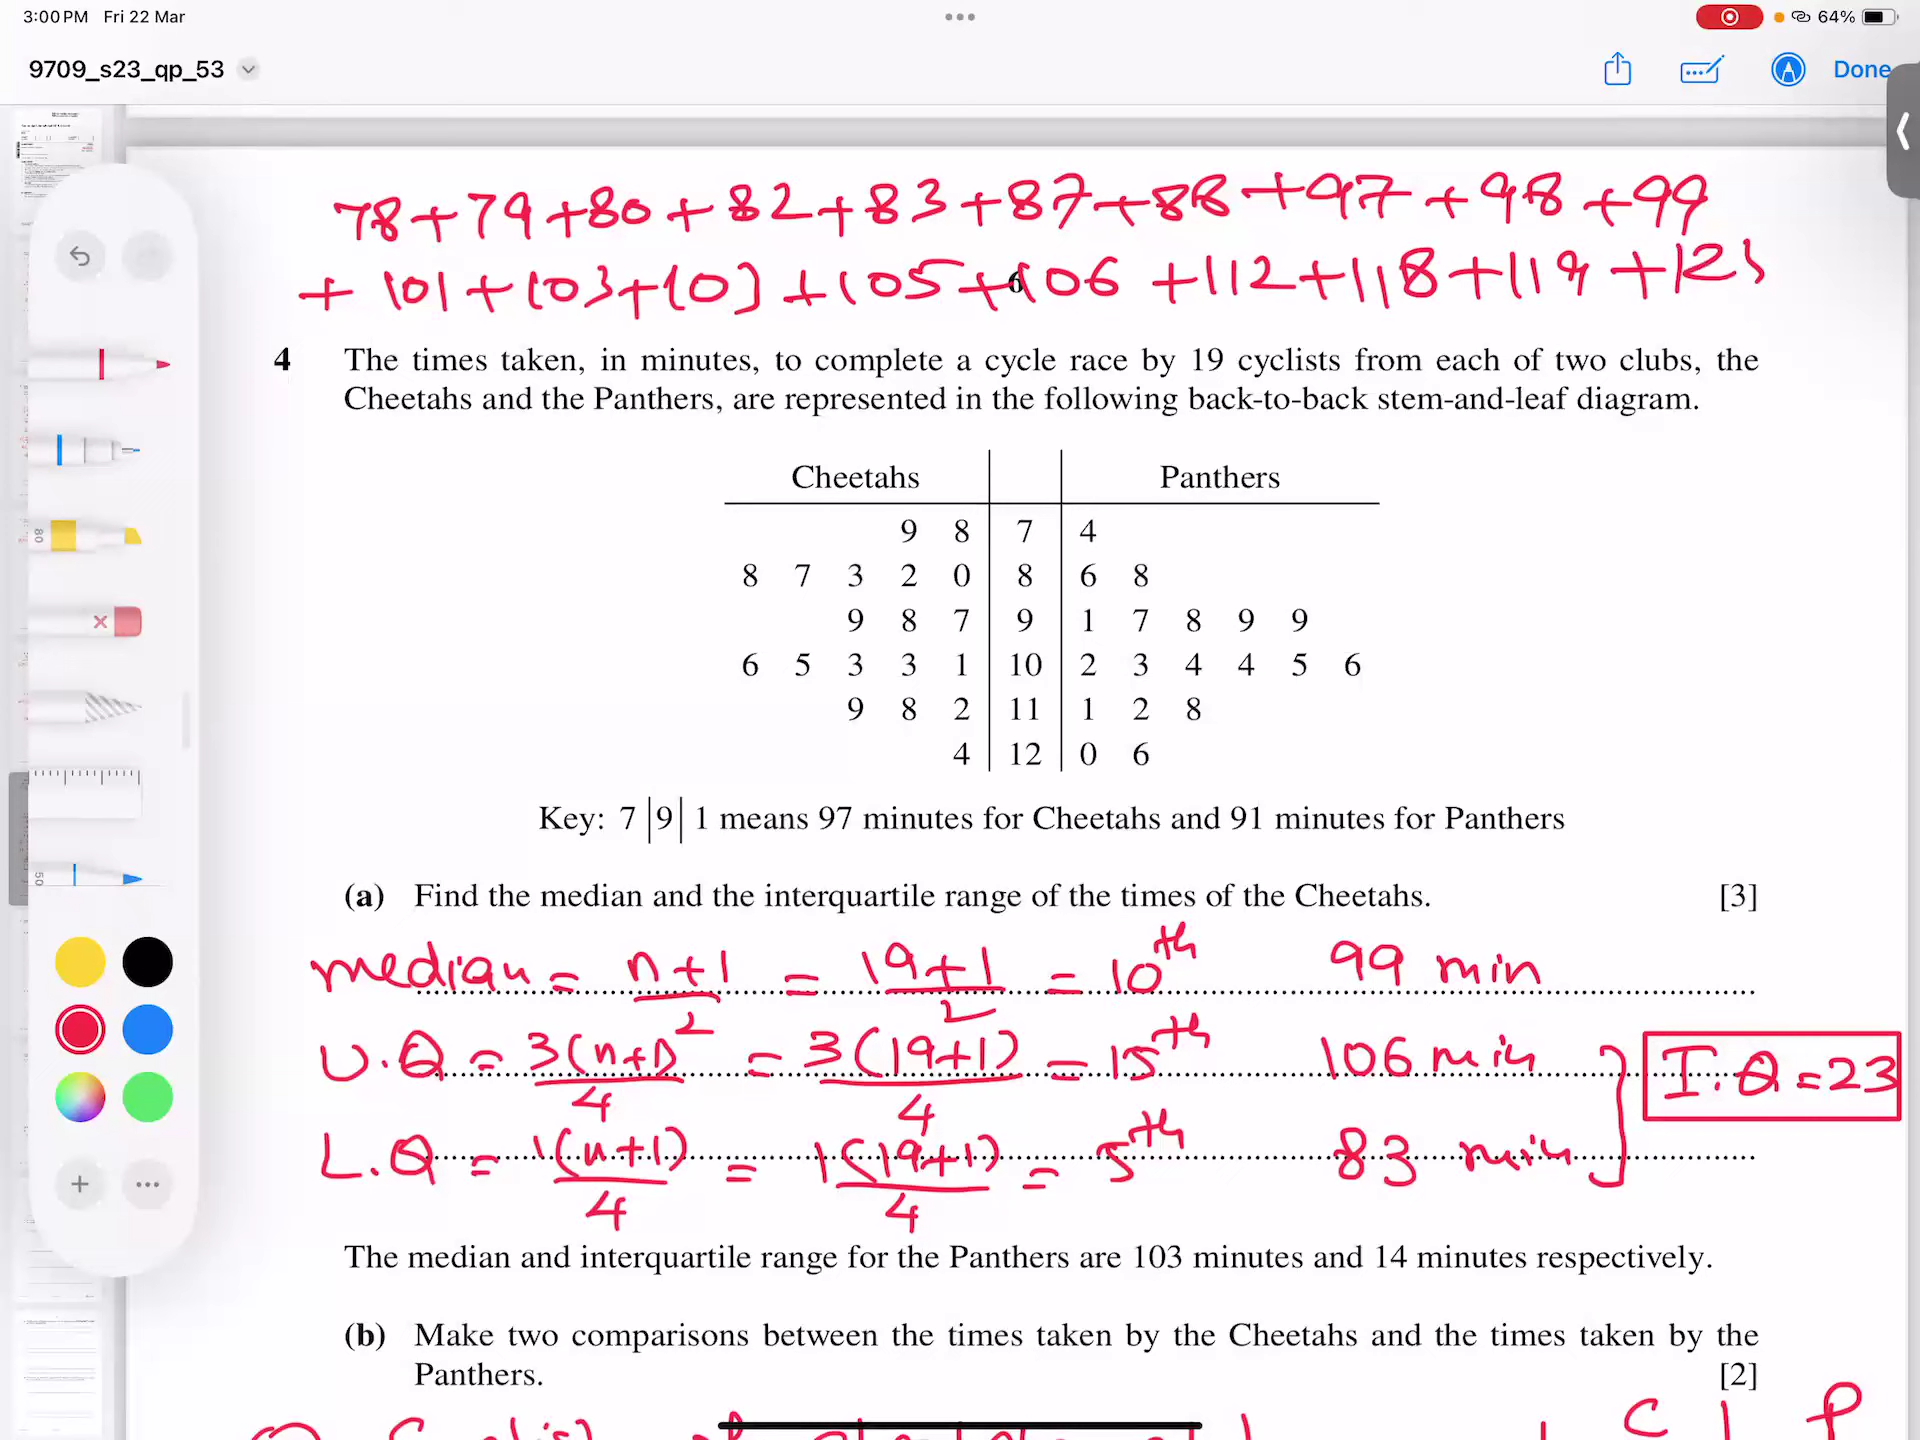 3:00 PM Fri 22 Mar
64%
9709_s23_qp_53
Done
78+79+80+82+83+87+88+97+98+99
+101+103+103+105+106+112+118+119+12
6
4 The times taken, in minutes, to complete a cycle race by 19 cyclists from each of two clubs, the
Cheetahs and the Panthers, are represented in the following back-to-back stem-and-leaf diagram.
Cheetahs Panthers
9 8 7 4
8 7 3 2 0 8 6 8
9 8 7 9 1 7 8 9 9
6 5 3 3 1 10 2 3 4 4 5 6
9 8 2 11 1 2 8
4 12 0 6
Key: 7 |9| 1 means 97 minutes for Cheetahs and 91 minutes for Panthers
(a) Find the median and the interquartile range of the times of the Cheetahs. [3]
median = n+1/2 = 19+1/2 = 10th 99 min
U.Q = 3(n+1)/4 = 3(19+1)/4 = 15th 106 min
I.Q = 23
L.Q = 1(n+1)/4 = 1(19+1)/4 = 5th 83 min
The median and interquartile range for the Panthers are 103 minutes and 14 minutes respectively.
(b) Make two comparisons between the times taken by the Cheetahs and the times taken by the
Panthers. [2]
C | P
80
50